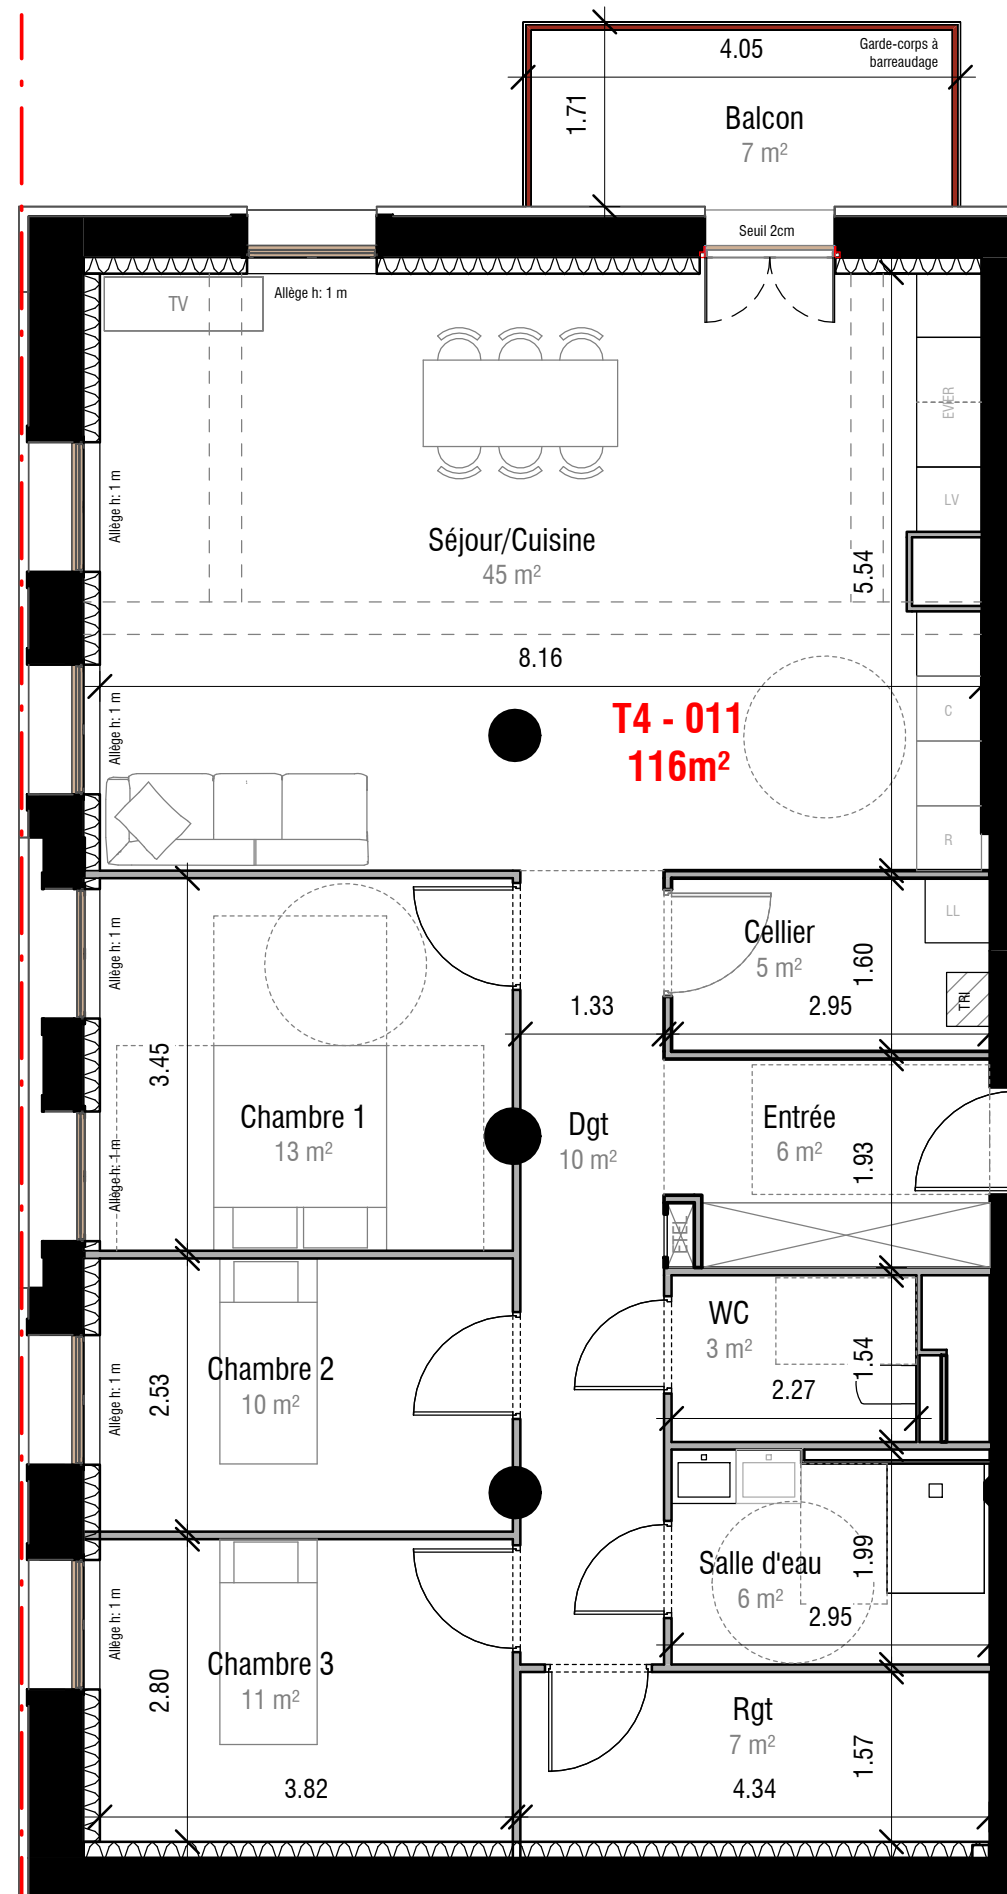 4.05
Garde-corps à
barreaudage
1.71
Balcon
7 m²
Seuil 2cm
TV
Allège h: 1 m
EVIER
Allège h: 1 m
LV
Séjour/Cuisine
45 m²
5.54
8.16
T4 - 011
116m²
Allège h: 1 m
C
R
Allège h: 1 m
Cellier
5 m²
LL
1.60
TRI
1.33
2.95
3.45
Chambre 1
13 m²
Allège h: 1 m
Dgt
10 m²
Entrée
6 m²
1.93
ETEL
WC
3 m²
1.54
2.27
Chambre 2
10 m²
2.53
Allège h: 1 m
Salle d'eau
6 m²
1.99
2.95
Allège h: 1 m
Chambre 3
11 m²
2.80
Rgt
7 m²
1.57
3.82
4.34